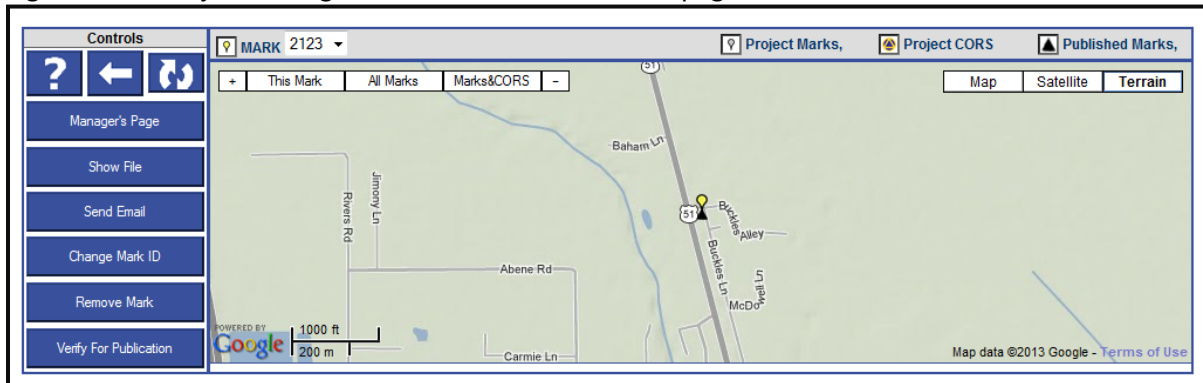 Controls
?
Manager's Page
Show File
Send Email
Change Mark ID
Remove Mark
Verify For Publication
MARK 2123
Project Marks,
Project CORS
Published Marks,
+ This Mark All Marks Marks&CORS -
Map Satellite Terrain
51
Baham Ln
Jimony Ln
Rivers Rd
51
Buckles Alley
Buckles Ln
Abene Rd
Well Ln
McDo
Carmie Ln
POWERED BY
Google
1000 ft
200 m
Map data ©2013 Google - Terms of Use